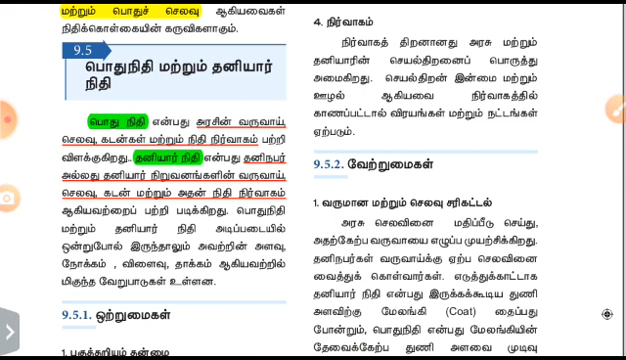 மற்றும் பொதுச் செலவு ஆகியவைகள்
நிதிக்கொள்கையின் கருவிகளாகும்.
9.5
பொதுநிதி மற்றும் தனியார்
நிதி
பொது நிதி என்பது அரசின் வருவாய்,
செலவு, கடன்கள் மற்றும் நிதி நிர்வாகம் பற்றி
விளக்குகிறது. தனியார் நிதி என்பது தனிநபர்
அல்லது தனியார் நிறுவனங்களின் வருவாய்,
செலவு, கடன் மற்றும் அதன் நிதி நிர்வாகம்
ஆகியவற்றைப் பற்றி படிக்கிறது. பொதுநிதி
மற்றும் தனியார் நிதி அடிப்படையில்
ஒன்றுபோல் இருந்தாலும் அவற்றின் அளவு,
நோக்கம் , விளைவு, தாக்கம் ஆகியவற்றில்
மிகுந்த வேறுபாடுகள் உள்ளன.
9.5.1. ஒற்றுமைகள்
1. பகுத்தறியும் தன்மை
4. நிர்வாகம்
நிர்வாகத் திறனானது அரசு மற்றும்
தனியாரின் செயல்திறனைப் பொருத்து
அமைகிறது. செயல்திறன் இன்மை மற்றும்
ஊழல் ஆகியவை நிர்வாகத்தில்
காணப்பட்டால் விரயங்கள் மற்றும் நட்டங்கள்
ஏற்படும்.
9.5.2. வேற்றுமைகள்
1. வருமான மற்றும் செலவு சரிகட்டல்
அரசு செலவினை மதிப்பீடு செய்து,
அதற்கேற்ப வருவாயை எழுப்ப முயற்சிக்கிறது.
தனிநபர்கள் வருவாய்க்கு ஏற்ப செலவினை
வைத்துக் கொள்வார்கள். எடுத்துக்காட்டாக
தனியார் நிதி என்பது இருக்கக்கூடிய துணி
அளவிற்கு மேலங்கி (Coat) தைப்பது
போன்றும், பொதுநிதி என்பது மேலங்கியின்
தேவைக்கேற்ப துணி அளவை முடிவு